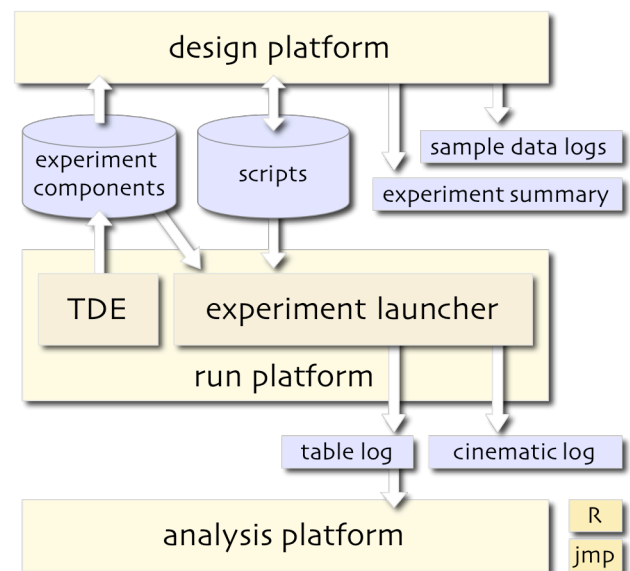 design platform
experiment
components
scripts
sample data logs
experiment summary
TDE
experiment launcher
run platform
table log
cinematic log
analysis platform
R
jmp